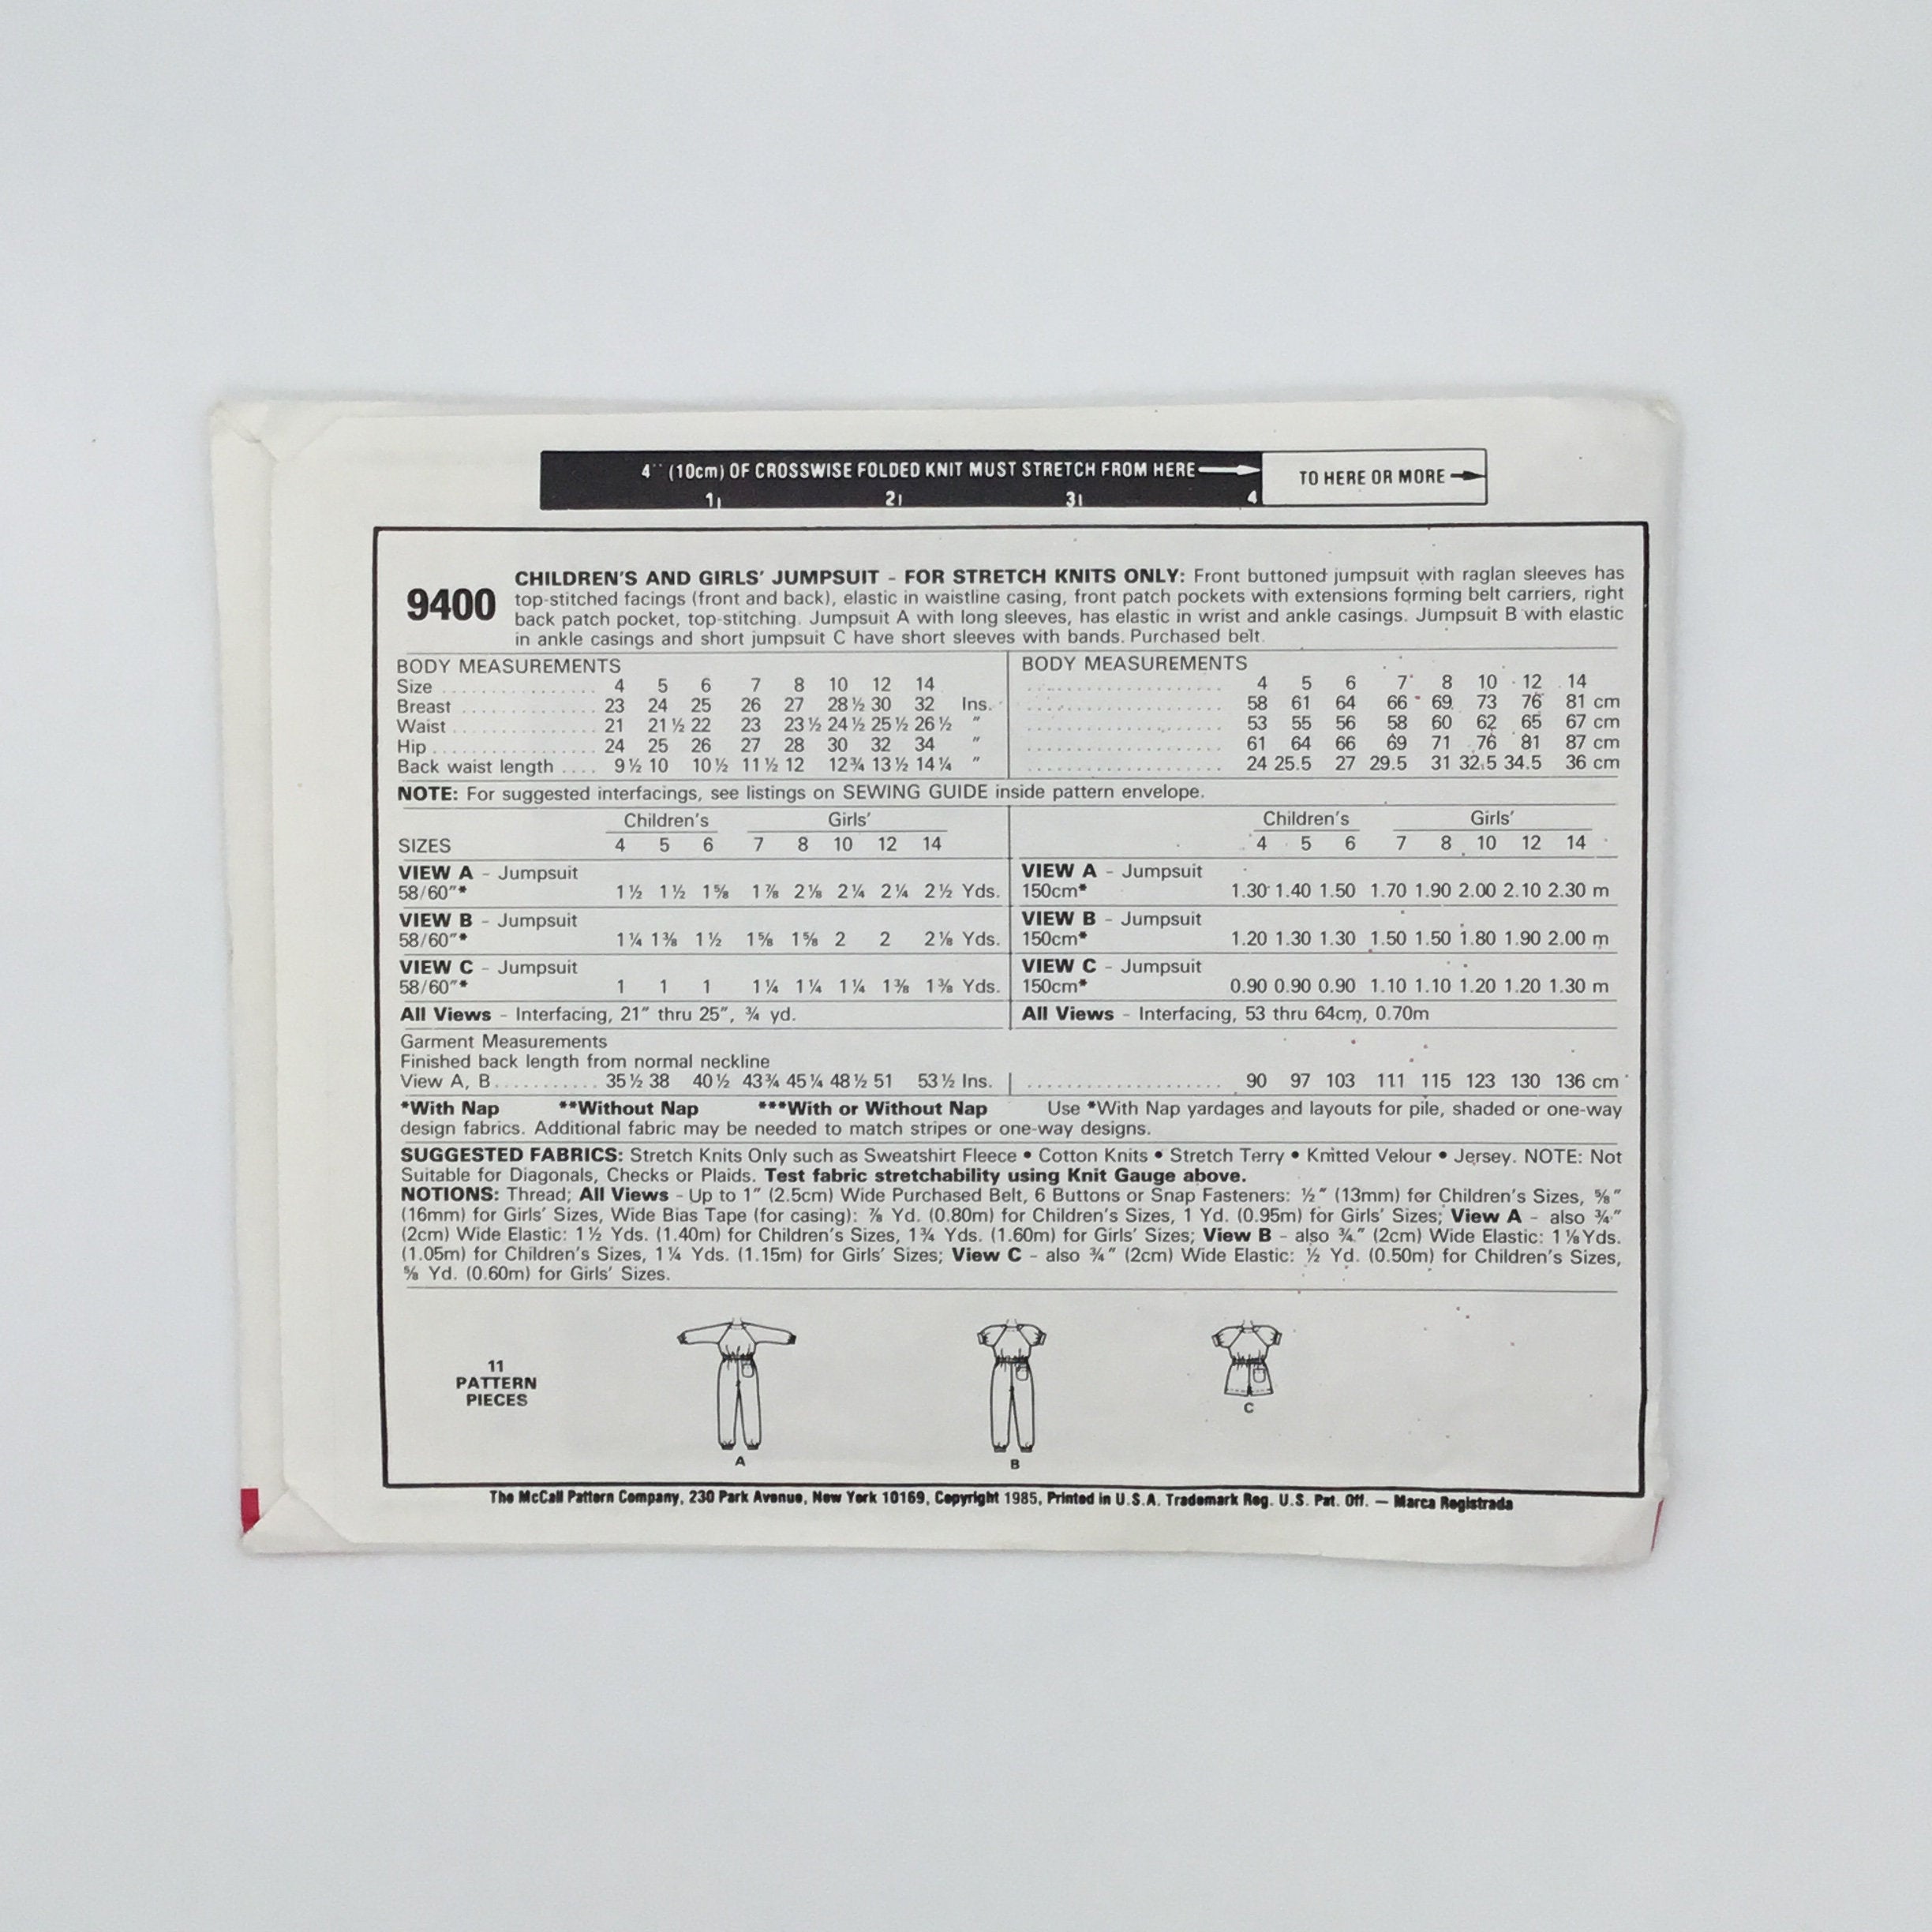 4" (10cm) OF CROSSWISE FOLDED KNIT MUST STRETCH FROM HERE TO HERE OR MORE
1 2 3 4
9400
CHILDREN'S AND GIRLS' JUMPSUIT - FOR STRETCH KNITS ONLY: Front buttoned jumpsuit with raglan sleeves has
top-stitched facings (front and back), elastic in waistline casing, front patch pockets with extensions forming belt carriers, right
back patch pocket, top-stitching. Jumpsuit A with long sleeves, has elastic in wrist and ankle casings. Jumpsuit B with elastic
in ankle casings and short jumpsuit C have short sleeves with bands. Purchased belt.
BODY MEASUREMENTS
Size ................ 4 5 6 7 8 10 12 14
Breast .............. 23 24 25 26 27 28½ 30 32 Ins.
Waist ............... 21 21½ 22 23 23½ 24½ 25½ 26½ "
Hip .................. 24 25 26 27 28 30 32 34 "
Back waist length .... 9½ 10 10½ 11½ 12 12¾ 13½ 14¼ "
BODY MEASUREMENTS
..................... 4 5 6 7 8 10 12 14
..................... 58 61 64 66 69 73 76 81 cm
..................... 53 55 56 58 60 62 65 67 cm
..................... 61 64 66 69 71 76 81 87 cm
..................... 24 25.5 27 29.5 31 32.5 34.5 36 cm
NOTE: For suggested interfacings, see listings on SEWING GUIDE inside pattern envelope.
Children's Girls'
SIZES 4 5 6 7 8 10 12 14
VIEW A - Jumpsuit
58/60"* 1½ 1½ 1⅝ 1⅞ 2⅛ 2¼ 2¼ 2½ Yds.
VIEW B - Jumpsuit
58/60"* 1¼ 1⅜ 1½ 1⅝ 1⅝ 2 2 2⅛ Yds.
VIEW C - Jumpsuit
58/60"* 1 1 1 1¼ 1¼ 1¼ 1⅜ 1⅜ Yds.
All Views - Interfacing, 21" thru 25", ¾ yd.
Children's Girls'
4 5 6 7 8 10 12 14
VIEW A - Jumpsuit
150cm* 1.30 1.40 1.50 1.70 1.90 2.00 2.10 2.30 m
VIEW B - Jumpsuit
150cm* 1.20 1.30 1.30 1.50 1.50 1.80 1.90 2.00 m
VIEW C - Jumpsuit
150cm* 0.90 0.90 0.90 1.10 1.10 1.20 1.20 1.30 m
All Views - Interfacing, 53 thru 64cm, 0.70m
Garment Measurements
Finished back length from normal neckline
View A, B........... 35½ 38 40½ 43¾ 45¼ 48½ 51 53½ Ins. ..................... 90 97 103 111 115 123 130 136 cm
*With Nap **Without Nap ***With or Without Nap Use *With Nap yardages and layouts for pile, shaded or one-way
design fabrics. Additional fabric may be needed to match stripes or one-way designs.
SUGGESTED FABRICS: Stretch Knits Only such as Sweatshirt Fleece • Cotton Knits • Stretch Terry • Knitted Velour • Jersey. NOTE: Not
Suitable for Diagonals, Checks or Plaids. Test fabric stretchability using Knit Gauge above.
NOTIONS: Thread; All Views - Up to 1" (2.5cm) Wide Purchased Belt, 6 Buttons or Snap Fasteners: ½" (13mm) for Children's Sizes, ⅝"
(16mm) for Girls' Sizes, Wide Bias Tape (for casing): ⅞ Yd. (0.80m) for Children's Sizes, 1 Yd. (0.95m) for Girls' Sizes; View A - also ¾"
(2cm) Wide Elastic: 1½ Yds. (1.40m) for Children's Sizes, 1¾ Yds. (1.60m) for Girls' Sizes; View B - also ¾" (2cm) Wide Elastic: 1⅛ Yds.
(1.05m) for Children's Sizes, 1¼ Yds. (1.15m) for Girls' Sizes; View C - also ¾" (2cm) Wide Elastic: ½ Yd. (0.50m) for Children's Sizes,
⅝ Yd. (0.60m) for Girls' Sizes.
11
PATTERN
PIECES
A
B
C
The McCall Pattern Company, 230 Park Avenue, New York 10169, Copyright 1985, Printed in U.S.A. Trademark Reg. U.S. Pat. Off. — Marca Registrada